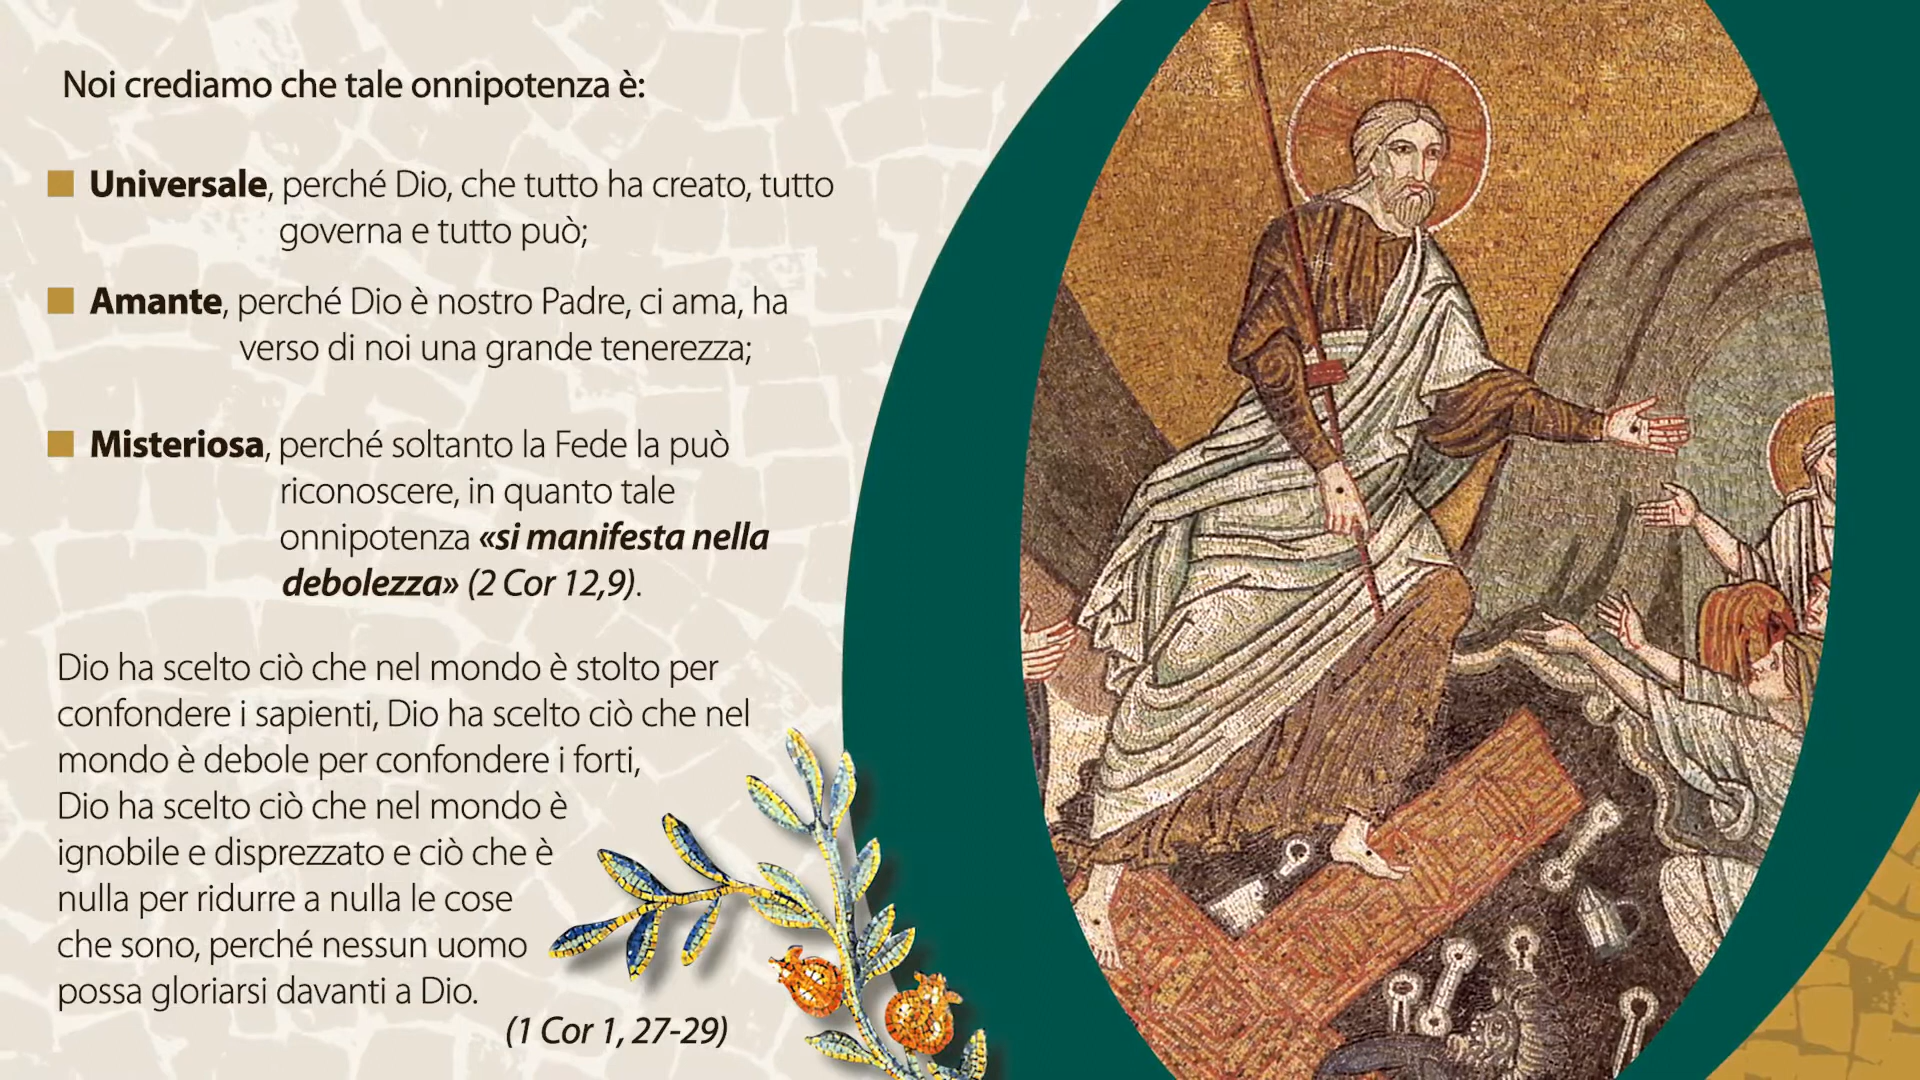 Noi crediamo che tale onnipotenza è:
Universale, perché Dio, che tutto ha creato, tutto
governa e tutto può;
Amante, perché Dio è nostro Padre, ci ama, ha
verso di noi una grande tenerezza;
Misteriosa, perché soltanto la Fede la può
riconoscere, in quanto tale
onnipotenza «si manifesta nella
debolezza» (2 Cor 12,9).
Dio ha scelto ciò che nel mondo è stolto per
confondere i sapienti, Dio ha scelto ciò che nel
mondo è debole per confondere i forti,
Dio ha scelto ciò che nel mondo è
ignobile e disprezzato e ciò che è
nulla per ridurre a nulla le cose
che sono, perché nessun uomo
possa gloriarsi davanti a Dio.
(1 Cor 1, 27-29)